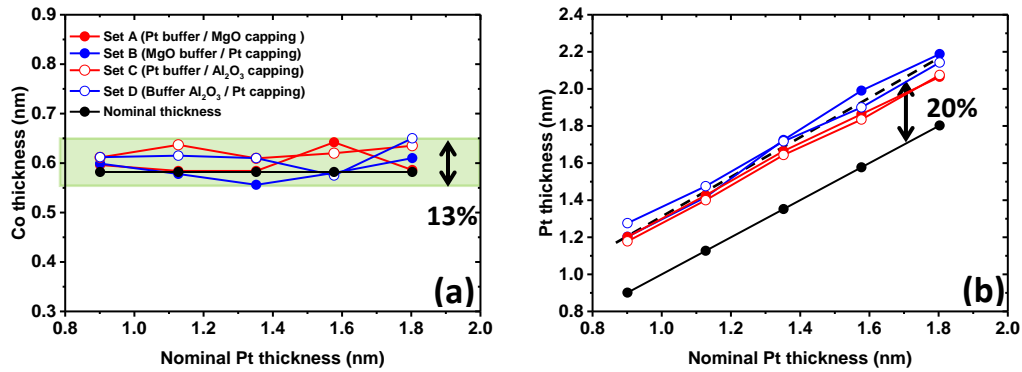 0.9
0.8
0.7
0.6
0.5
0.4
0.3
Co thickness (nm)
Set A (Pt buffer / MgO capping )
Set B (MgO buffer / Pt capping)
Set C (Pt buffer / Al₂O₃ capping)
Set D (Buffer Al₂O₃ / Pt capping)
Nominal thickness
13%
(a)
0.8 1.0 1.2 1.4 1.6 1.8 2.0
Nominal Pt thickness (nm)
2.4
2.2
2.0
1.8
1.6
1.4
1.2
1.0
0.8
Pt thickness (nm)
20%
(b)
0.8 1.0 1.2 1.4 1.6 1.8 2.0
Nominal Pt thickness (nm)